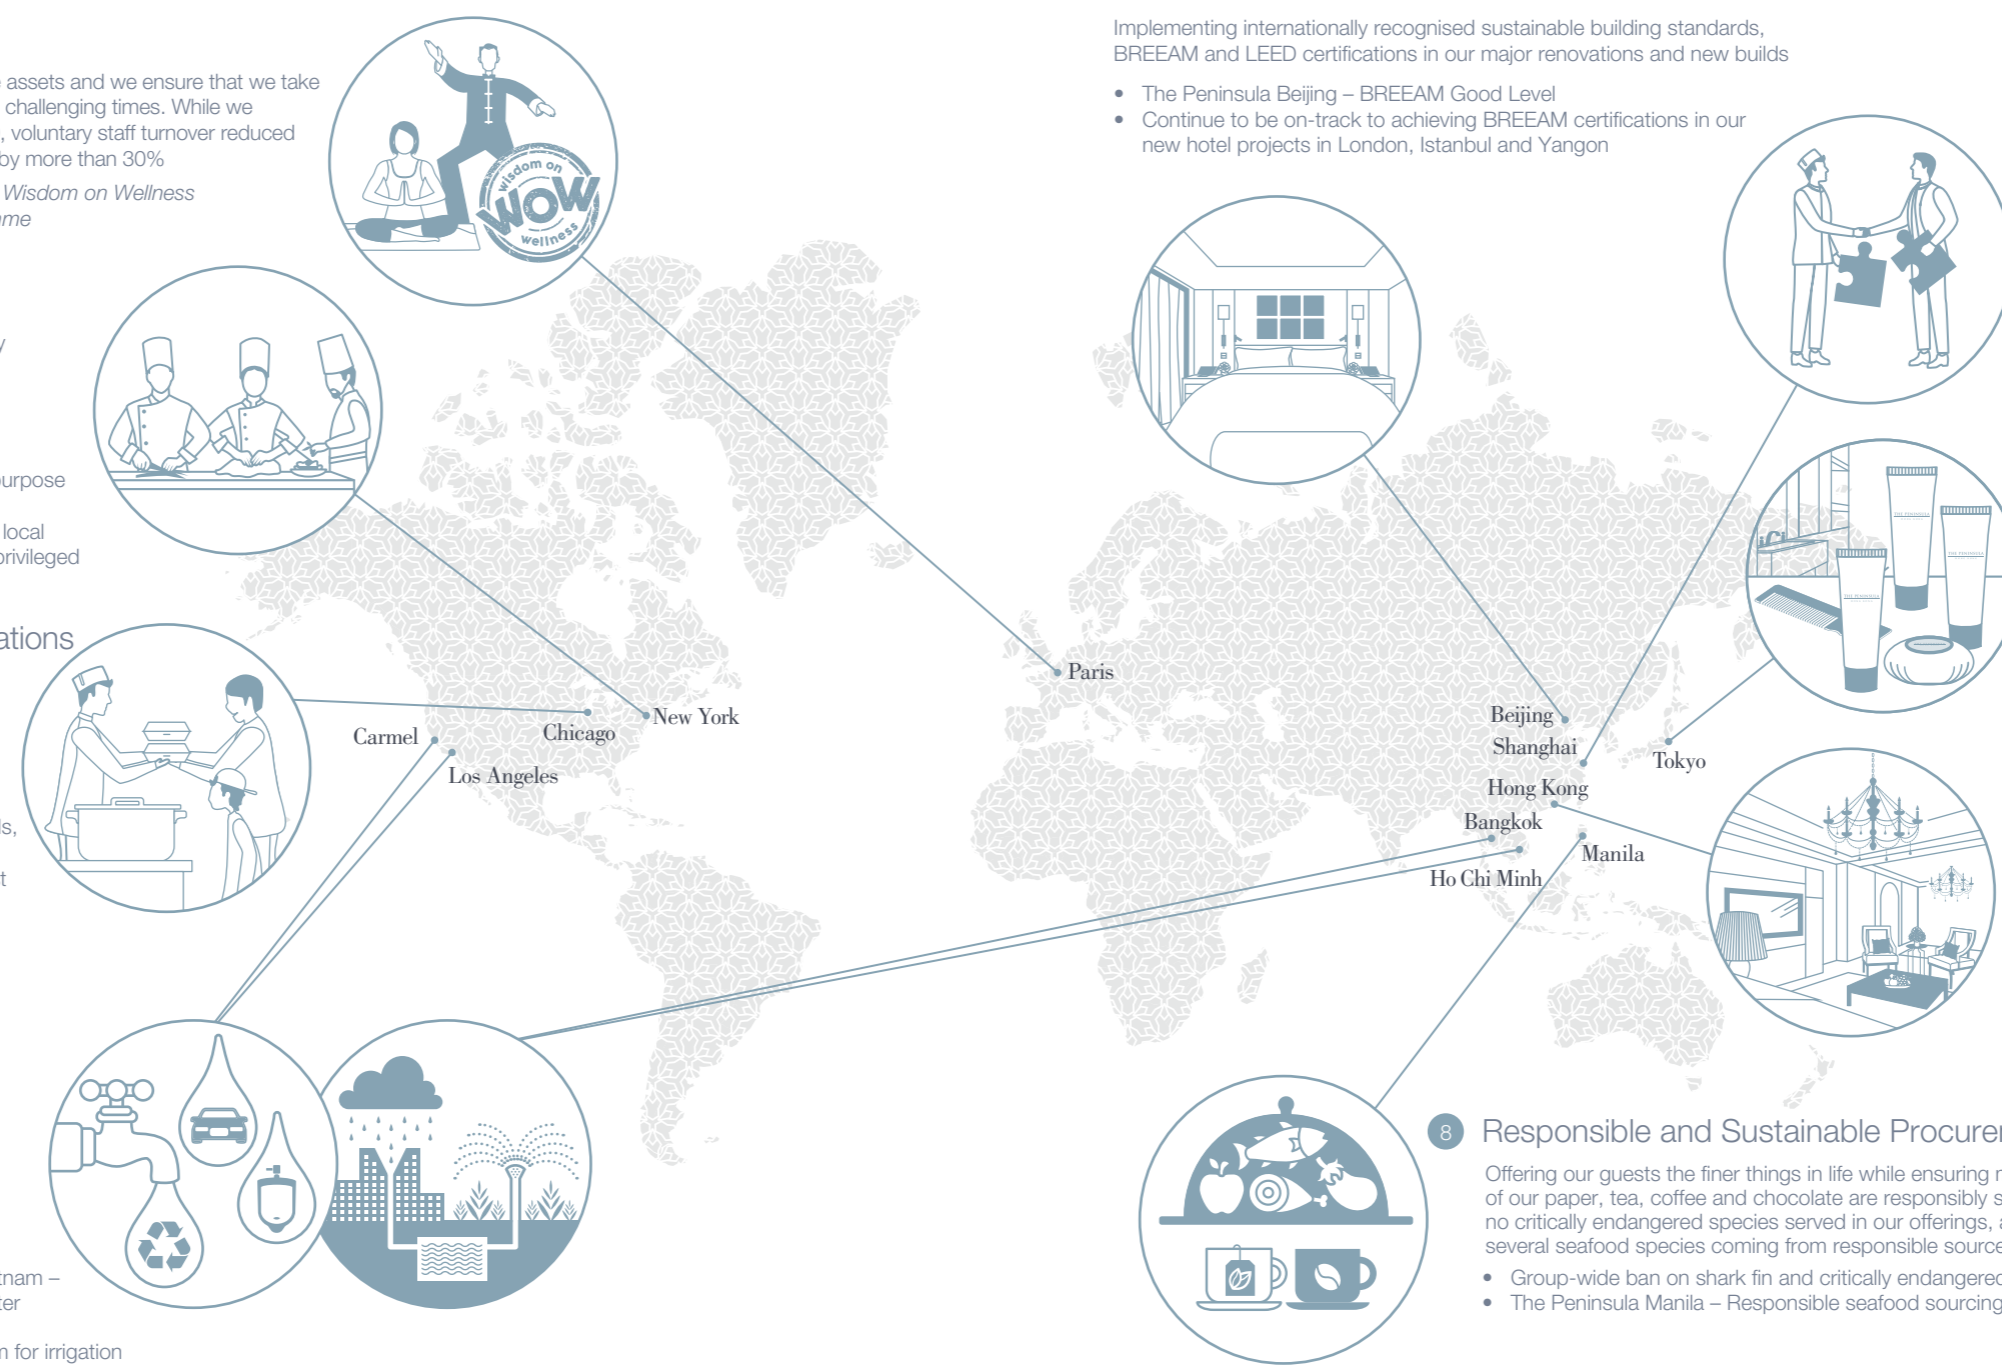 assets and we ensure that we take
challenging times. While we
, voluntary staff turnover reduced
by more than 30%
Wisdom on Wellness
wisdom on
WOW
wellness
purpose
local
Implementing internationally recognised sustainable building standards,
BREEAM and LEED certifications in our major renovations and new builds
• The Peninsula Beijing – BREEAM Good Level
• Continue to be on-track to achieving BREEAM certifications in our
new hotel projects in London, Istanbul and Yangon
THE PENINSULA
THE PENINSULA
THE PENINSULA
Paris
New York
Chicago
Carmel
Los Angeles
Beijing
Shanghai
Tokyo
Hong Kong
Bangkok
Manila
Ho Chi Minh
8 Responsible and Sustainable
Offering our guests the finer things in life while ensuring
of our paper, tea, coffee and chocolate are responsibly
no critically endangered species served in our offerings,
several seafood species coming from responsible
• Group-wide ban on shark fin and critically endangered
• The Peninsula Manila – Responsible seafood sourcing
for irrigation